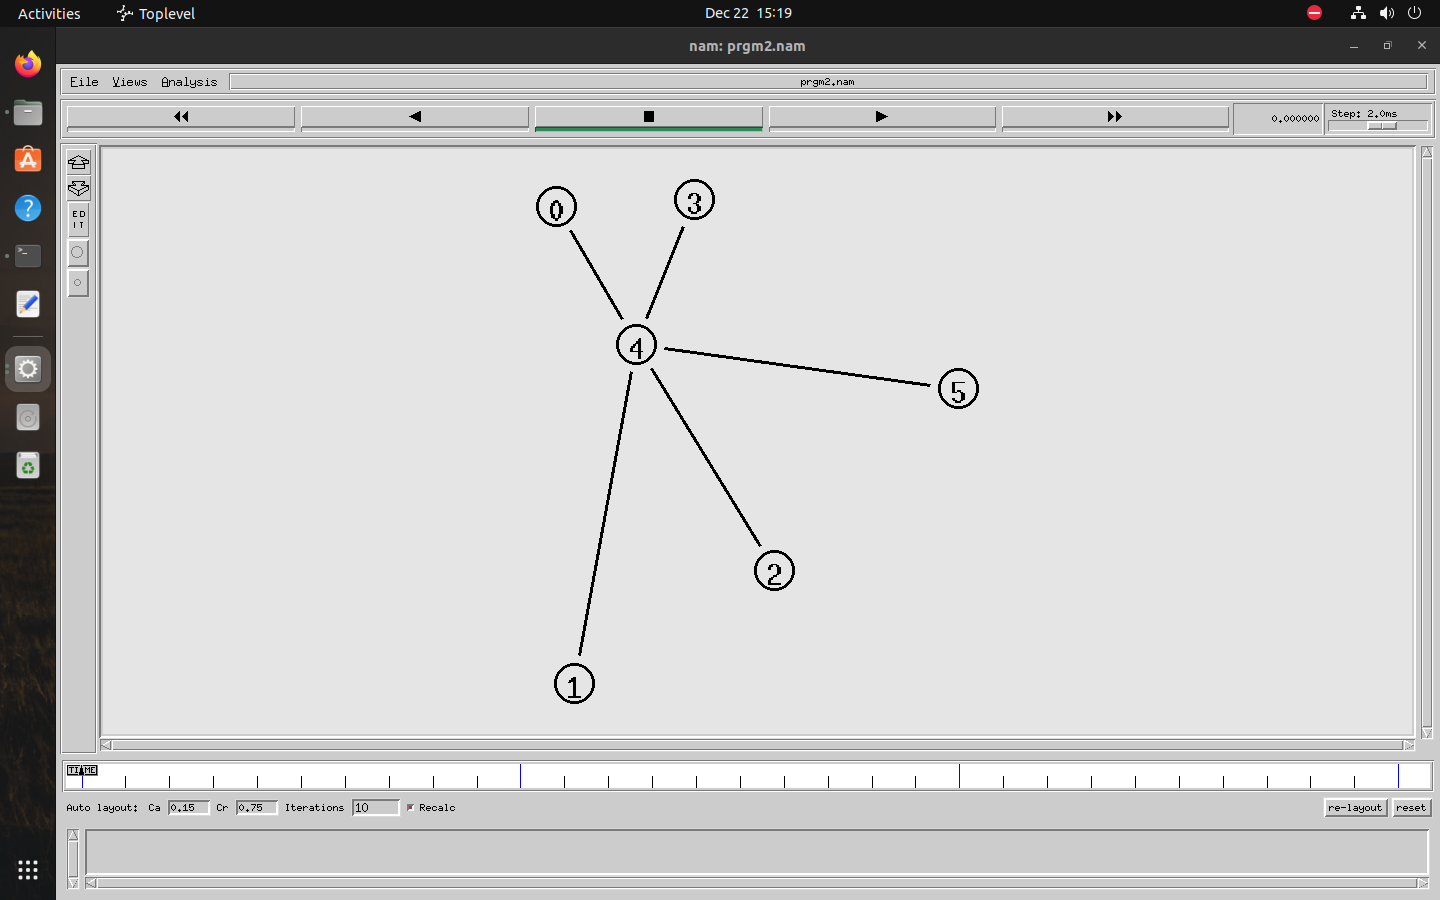 Activities Toplevel Dec 22 15:19
nam: prgm2.nam
File Views Analysis prgm2.nam
0.000000 Step: 2.0ms
ED
IT
0
3
4
5
2
1
TIME
Auto layout: Ca 0.15 Cr 0.75 Iterations 10 Recalc re-layout reset